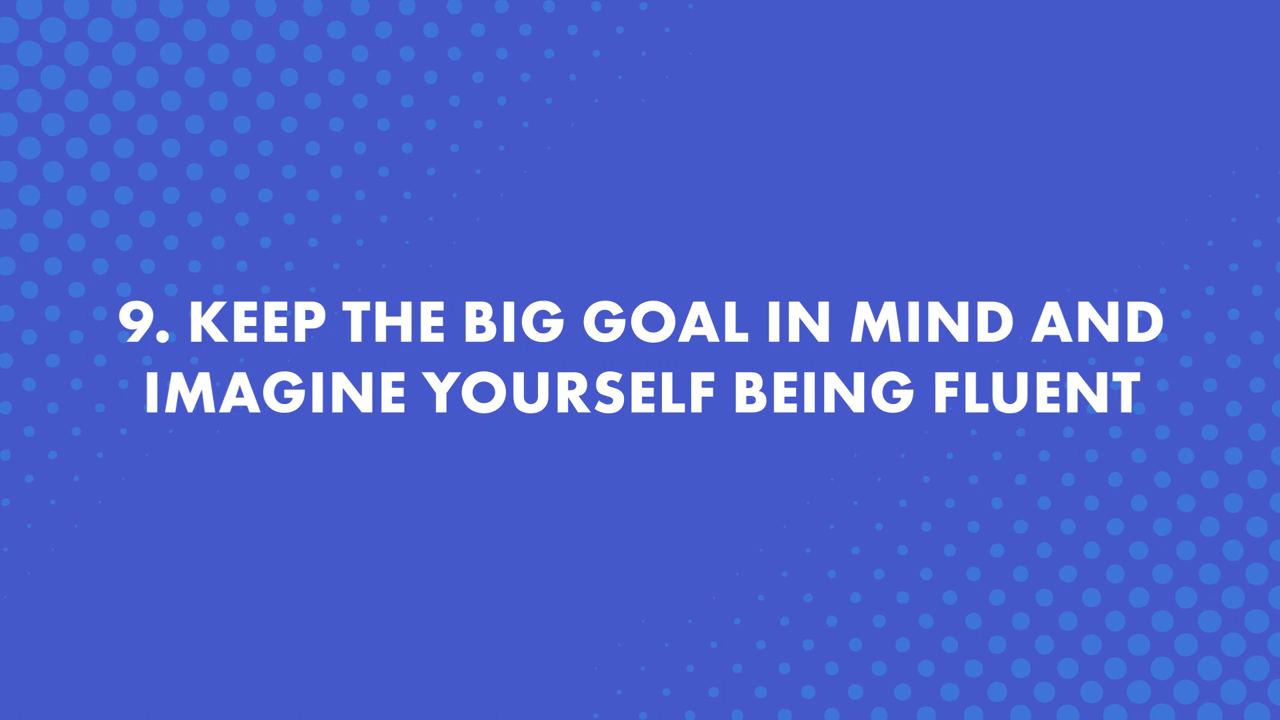 9. KEEP THE BIG GOAL IN MIND AND
IMAGINE YOURSELF BEING FLUENT